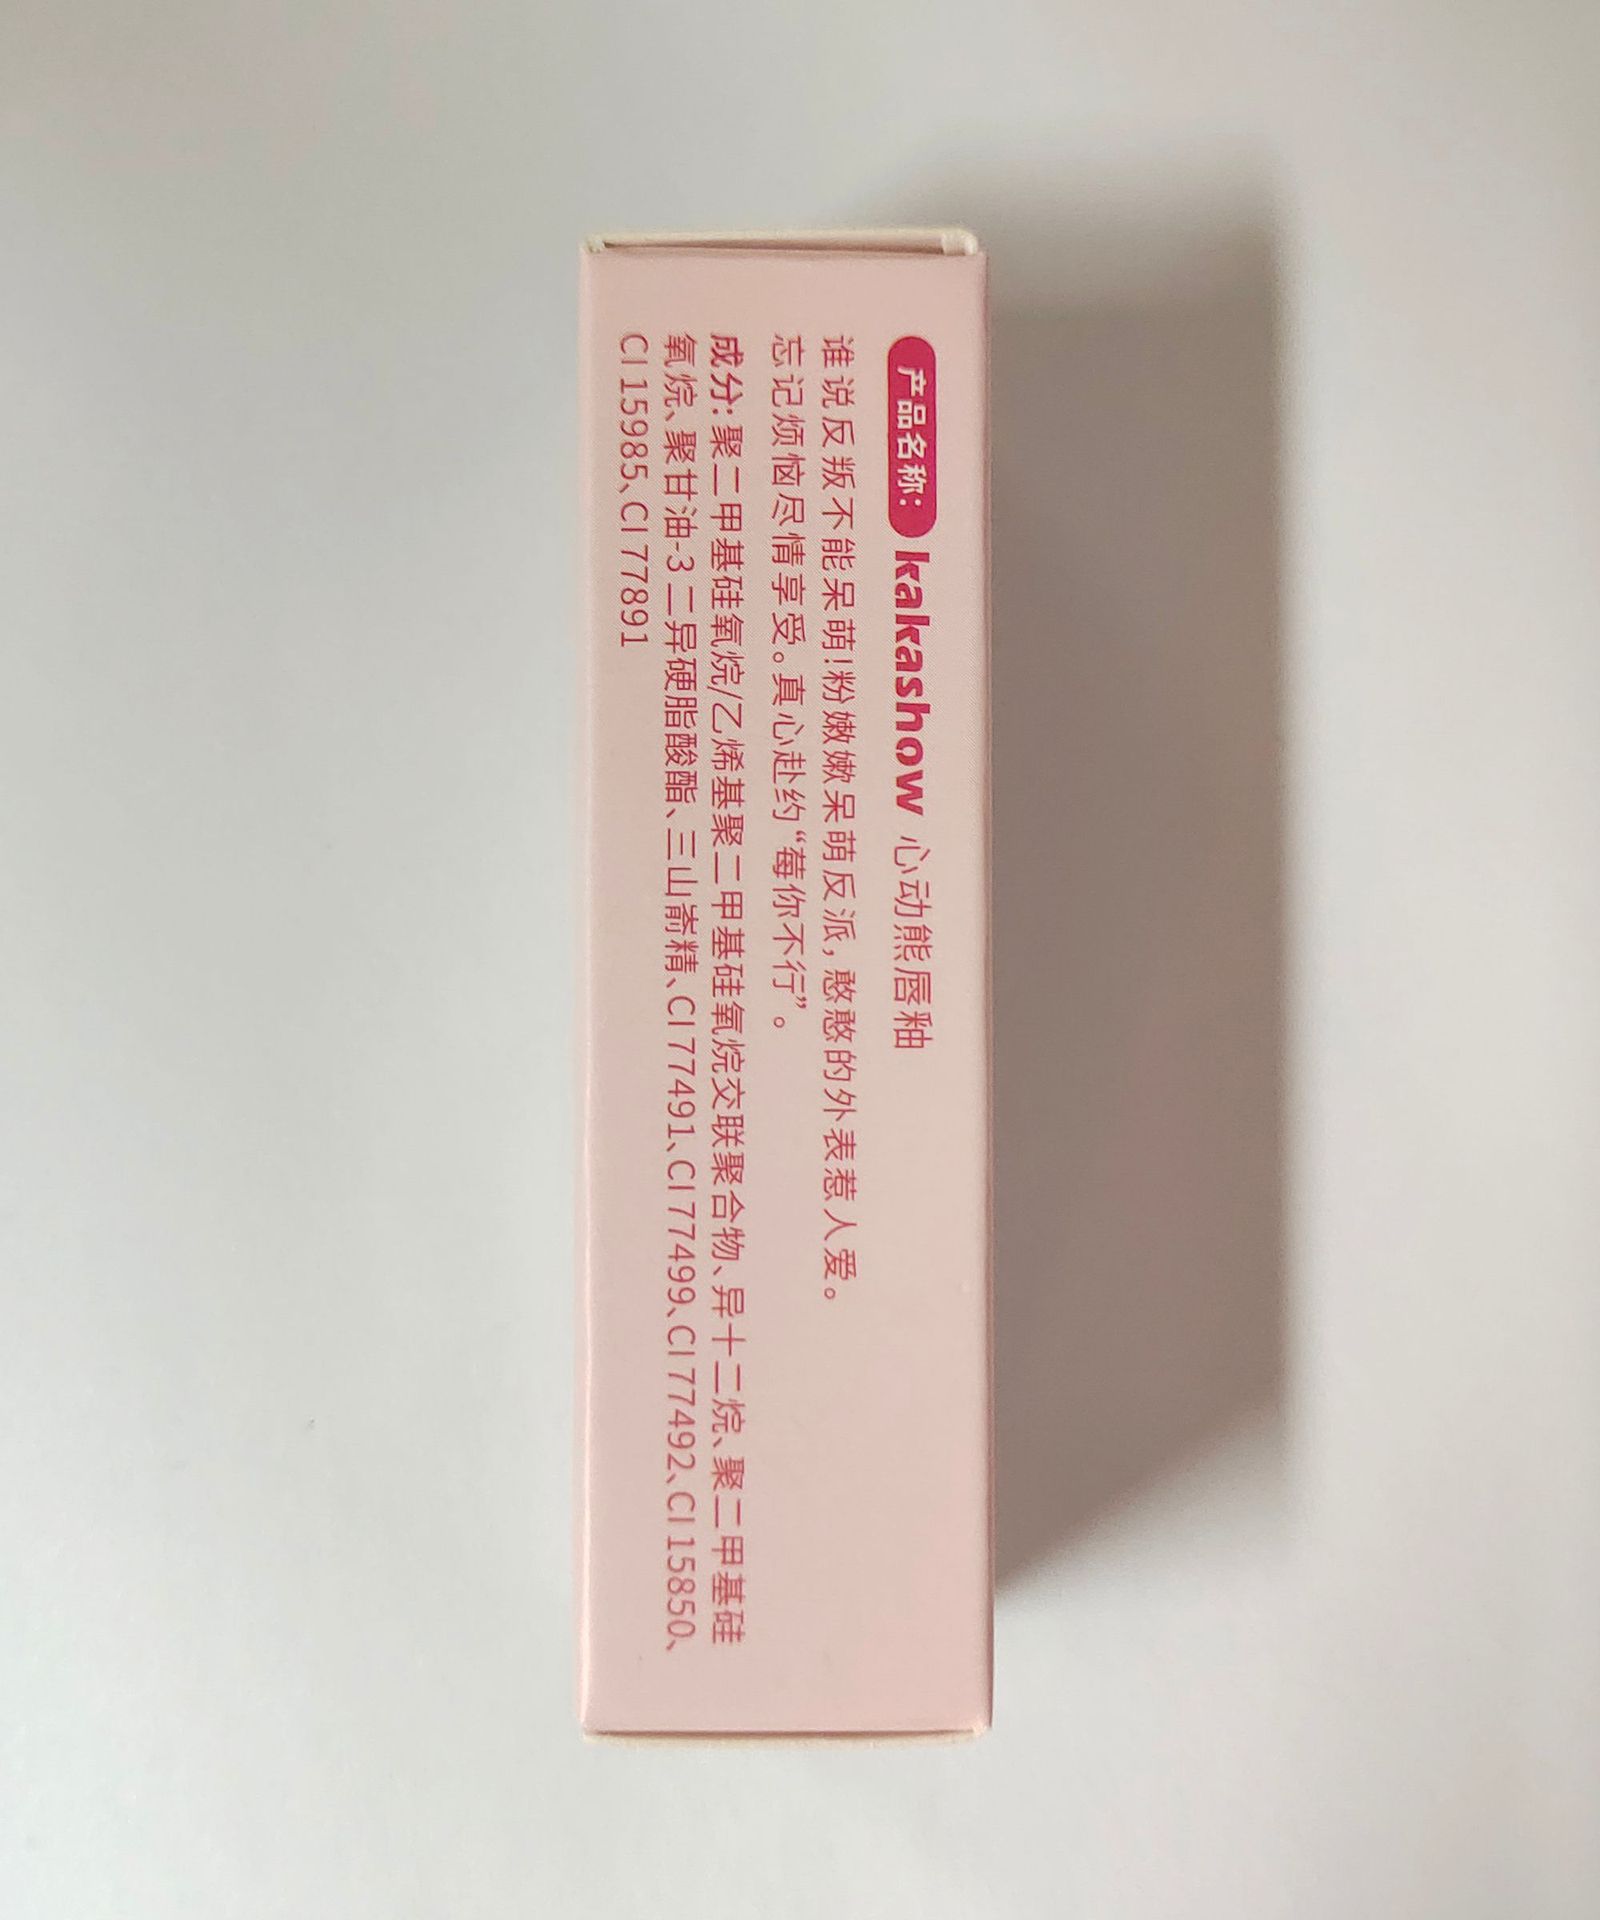 产品名称：kakashow 心动熊唇釉
谁说反叛不能呆萌！粉嫩嫩呆萌反派，憨憨的外表惹人爱。
忘记烦恼尽情享受。真心赴约“莓你不行”。
成分：聚二甲基硅氧烷/乙烯基聚二甲基硅氧烷交联聚合物、异十二烷、聚二甲基硅
氧烷、聚甘油-3 二异硬脂酸酯、三山嵛精、CI 77491、CI 77499、CI 77492、CI 15850、
CI 15985、CI 77891